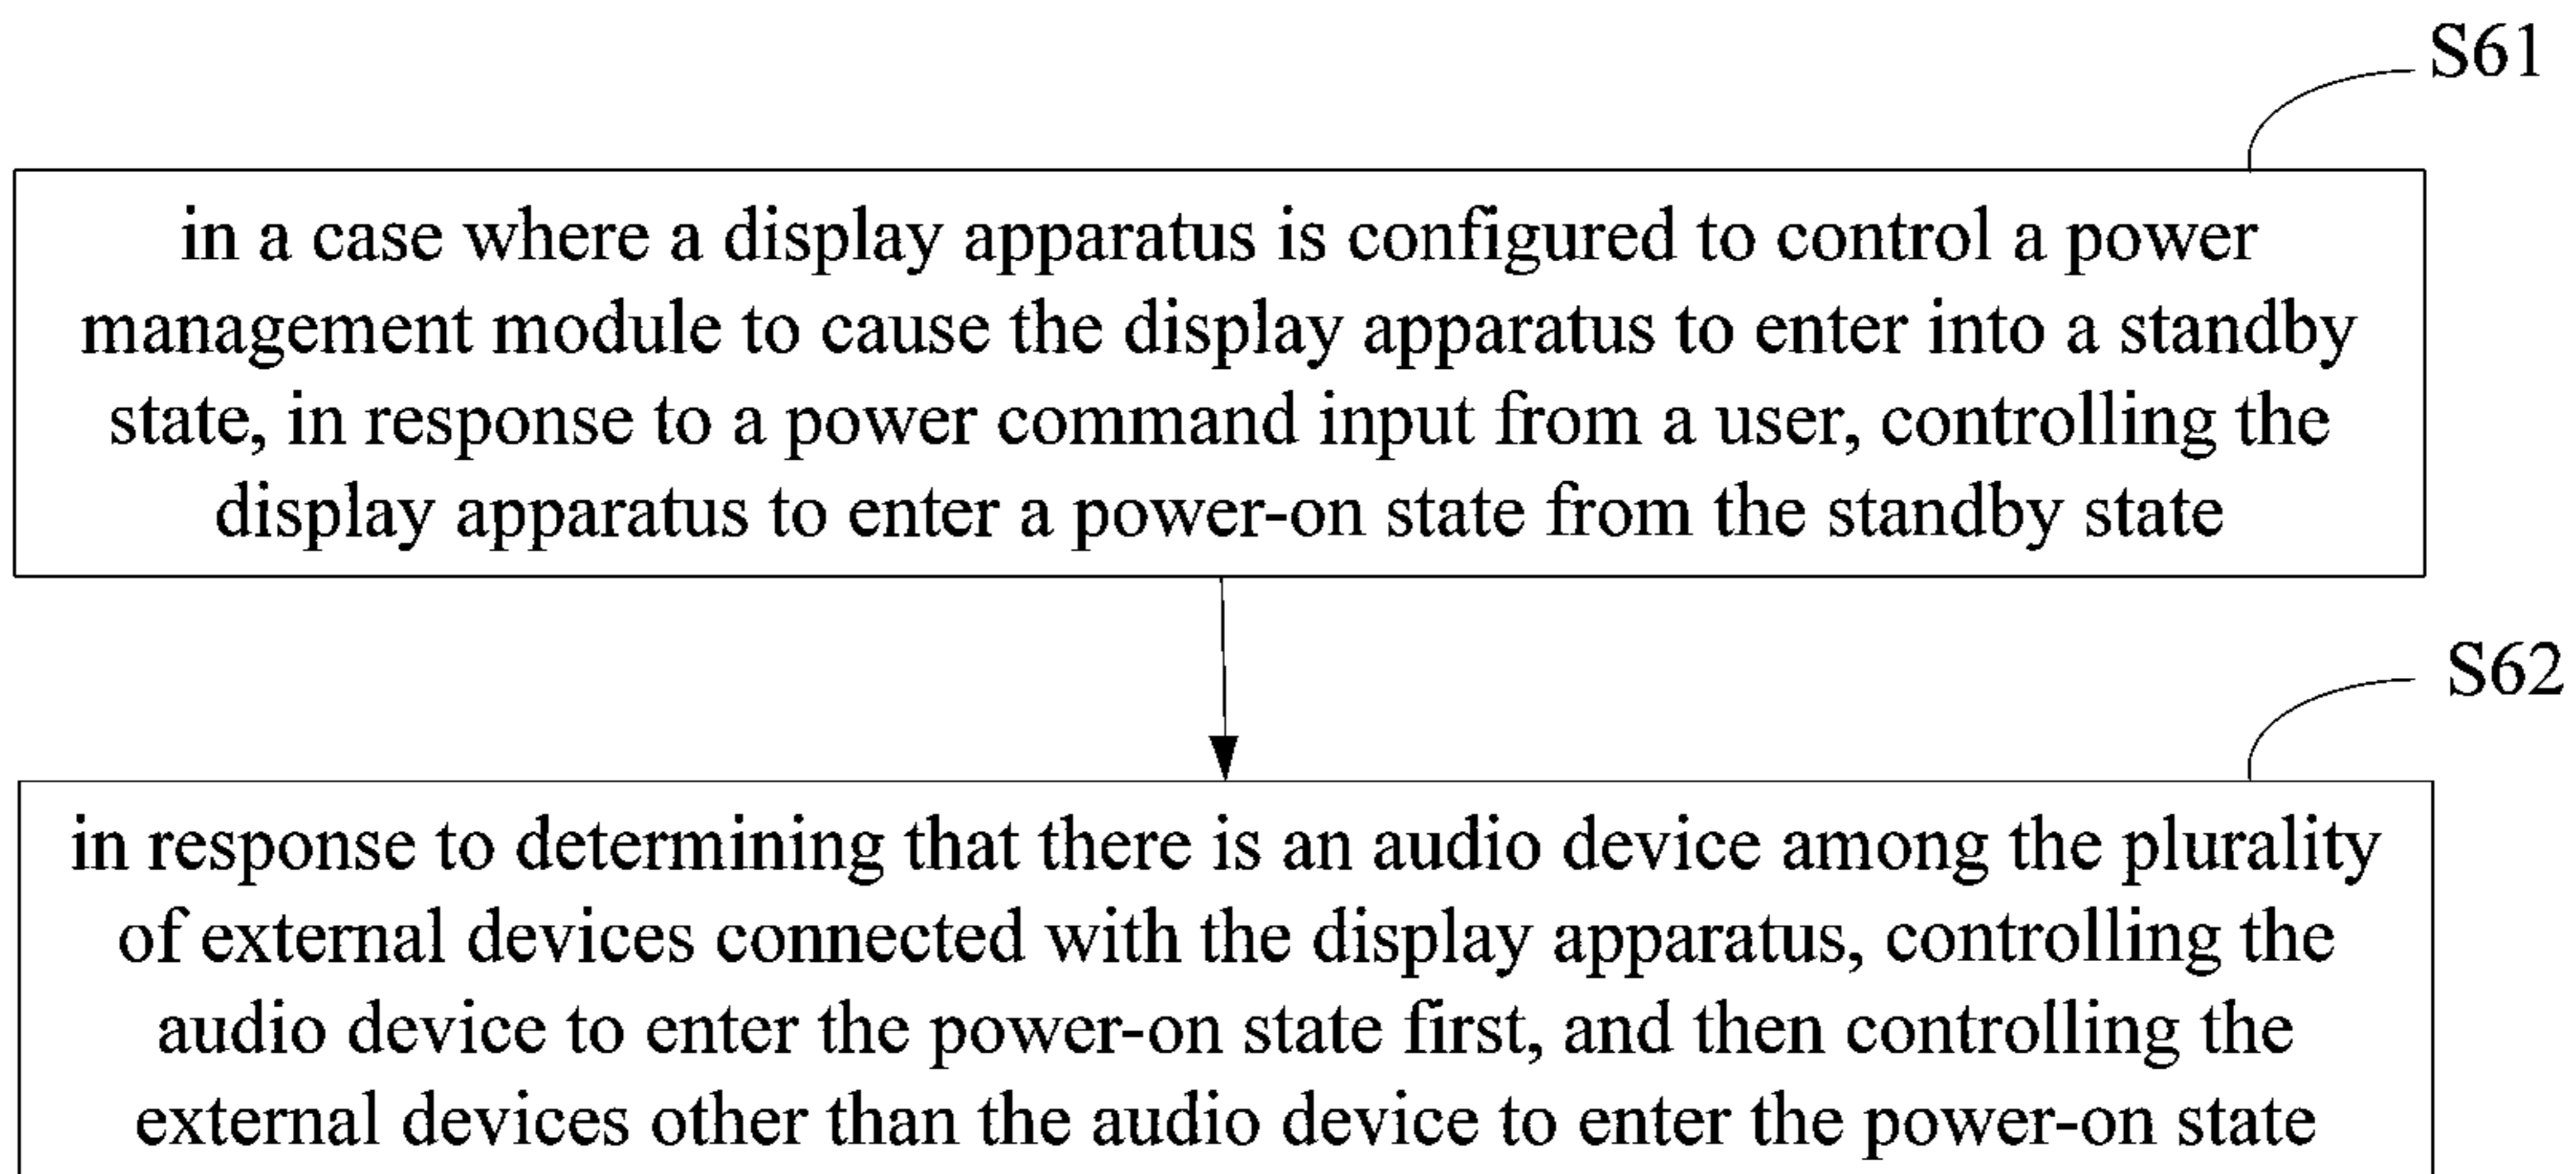 S61
in a case where a display apparatus is configured to control a power
management module to cause the display apparatus to enter into a standby
state, in response to a power command input from a user, controlling the
display apparatus to enter a power-on state from the standby state
S62
in response to determining that there is an audio device among the plurality
of external devices connected with the display apparatus, controlling the
audio device to enter the power-on state first, and then controlling the
external devices other than the audio device to enter the power-on state